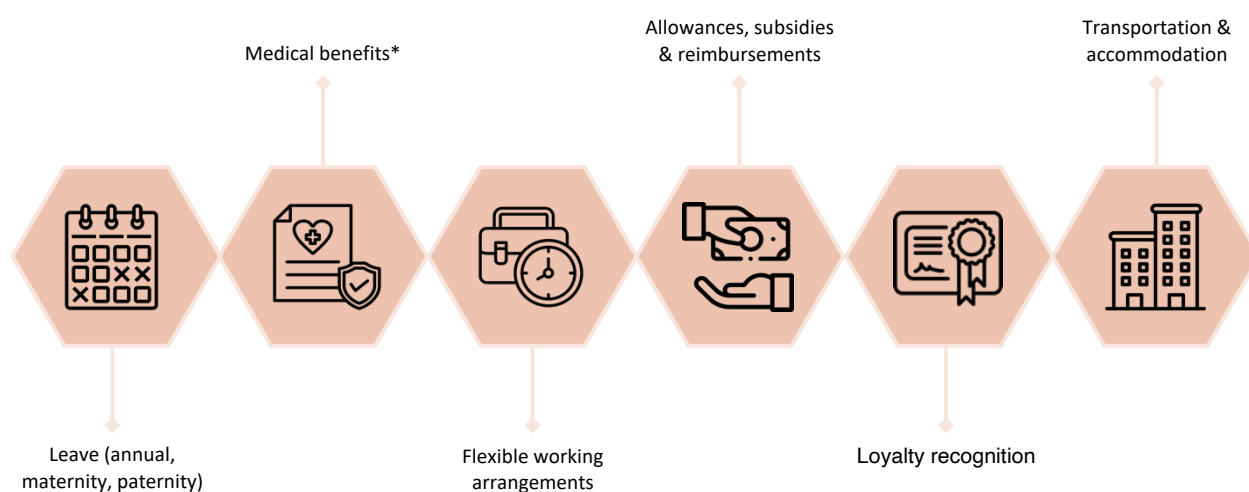 Allowances, subsidies
& reimbursements
Transportation &
accommodation
Medical benefits*
Leave (annual,
maternity, paternity)
Flexible working
arrangements
Loyalty recognition